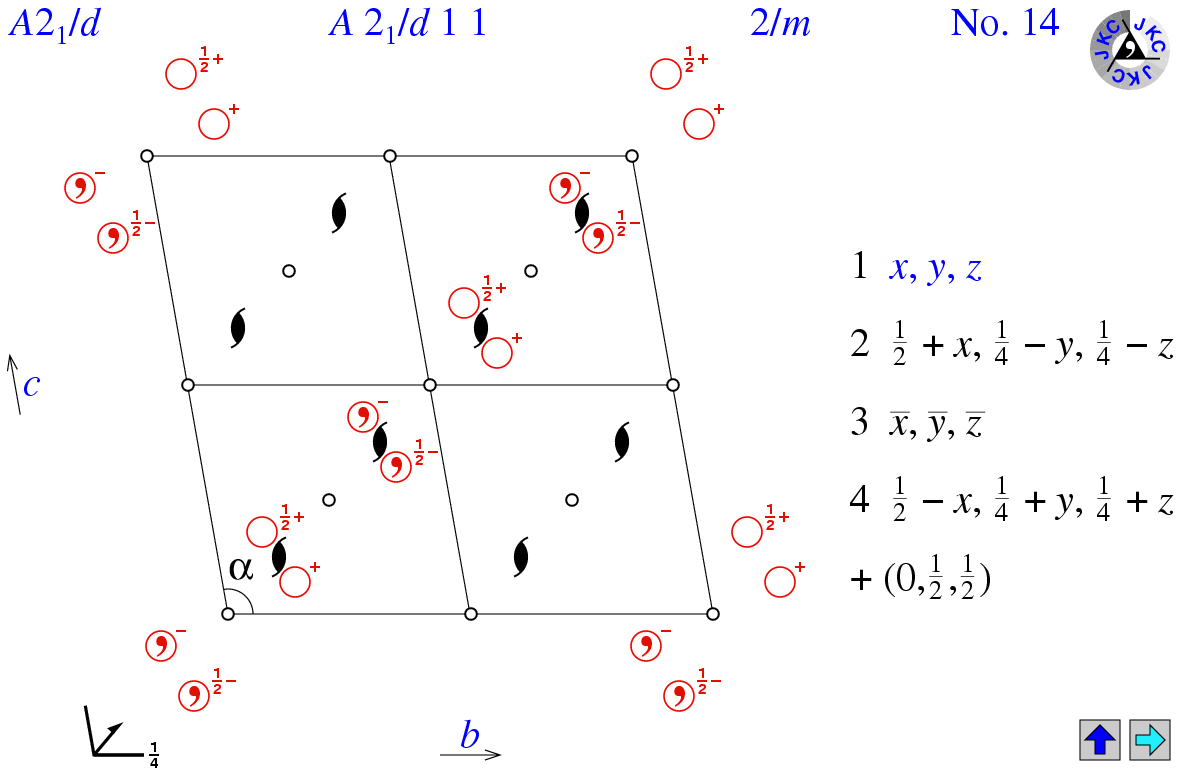 A2₁/d A 2₁/d 1 1 2/m No. 14
JKC JKC JKC
½+ ½+
+ +
− −
½− ½−
½+
+
1 x, y, z
2 ½ + x, ¼ − y, ¼ − z
c
−
½−
3 x̅, y̅, z̅
4 ½ − x, ¼ + y, ¼ + z
½+ ½+
α + +
+ (0,½,½)
− −
½− ½−
b
¼